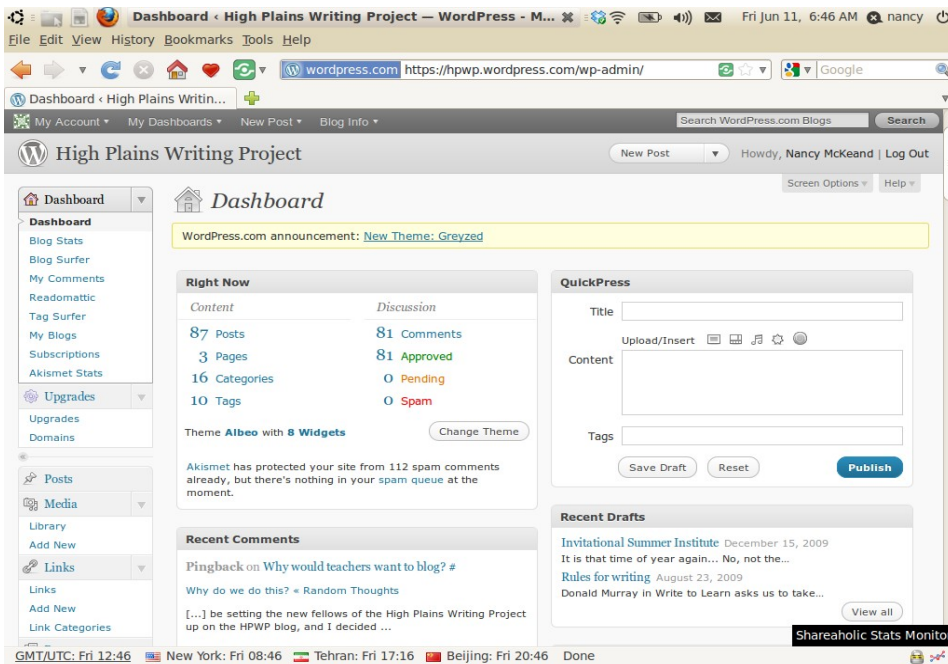 Dashboard ‹ High Plains Writing Project — WordPress - M...
Fri Jun 11, 6:46 AM nancy
File Edit View History Bookmarks Tools Help
wordpress.com https://hpwp.wordpress.com/wp-admin/
Google
Dashboard ‹ High Plains Writin...
My Account My Dashboards New Post Blog Info
Search WordPress.com Blogs Search
High Plains Writing Project
New Post Howdy, Nancy McKeand | Log Out
Screen Options Help
Dashboard
Dashboard
Blog Stats
Blog Surfer
My Comments
Readomattic
Tag Surfer
My Blogs
Subscriptions
Akismet Stats
Upgrades
Upgrades
Domains
Posts
Media
Library
Add New
Links
Links
Add New
Link Categories
Dashboard
WordPress.com announcement: New Theme: Greyzed
Right Now
Content Discussion
87 Posts 81 Comments
3 Pages 81 Approved
16 Categories 0 Pending
10 Tags 0 Spam
Theme Albeo with 8 Widgets Change Theme
Akismet has protected your site from 112 spam comments
already, but there's nothing in your spam queue at the
moment.
Recent Comments
Pingback on Why would teachers want to blog? #
Why do we do this? « Random Thoughts
[...] be setting the new fellows of the High Plains Writing Project
up on the HPWP blog, and I decided ...
QuickPress
Title
Upload/Insert
Content
Tags
Save Draft Reset Publish
Recent Drafts
Invitational Summer Institute December 15, 2009
It is that time of year again... No, not the...
Rules for writing August 23, 2009
Donald Murray in Write to Learn asks us to take...
View all
Shareaholic Stats Monito
GMT/UTC: Fri 12:46 New York: Fri 08:46 Tehran: Fri 17:16 Beijing: Fri 20:46 Done